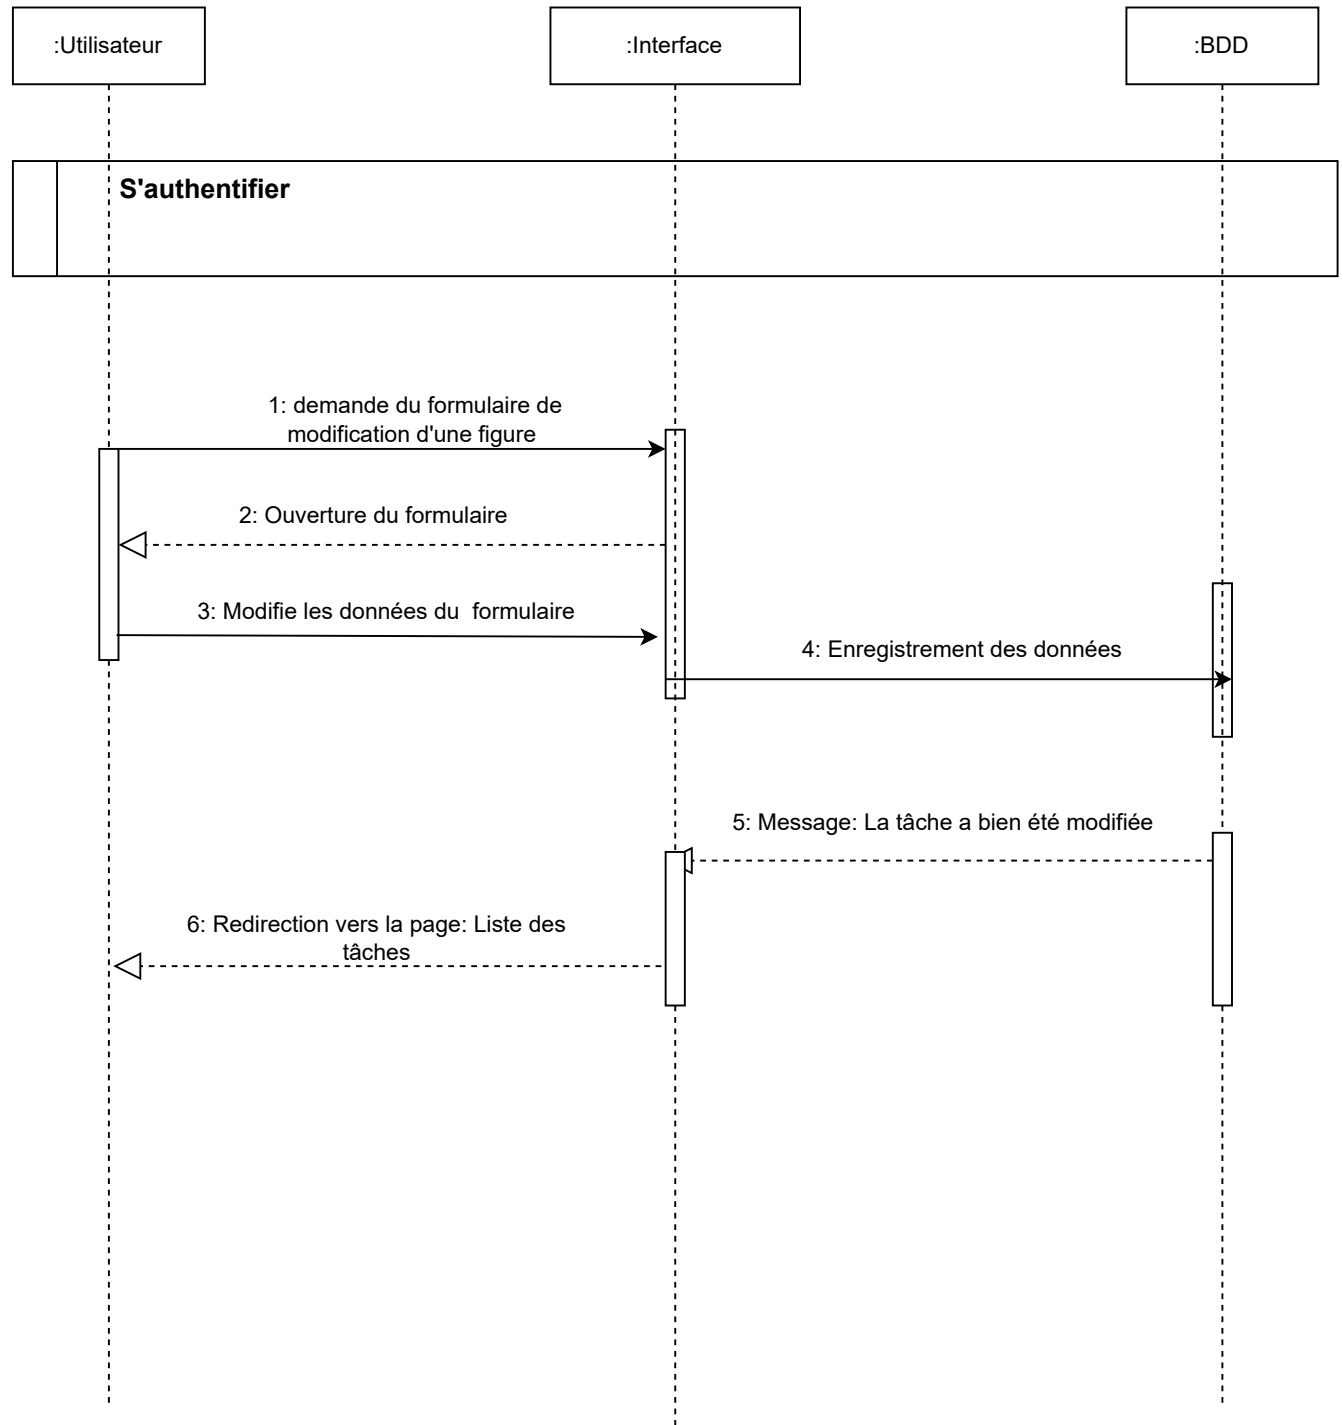 :Utilisateur
:Interface
:BDD
S'authentifier
1: demande du formulaire de
modification d'une figure
2: Ouverture du formulaire
3: Modifie les données du  formulaire
4: Enregistrement des données
5: Message: La tâche a bien été modifiée
6: Redirection vers la page: Liste des
tâches